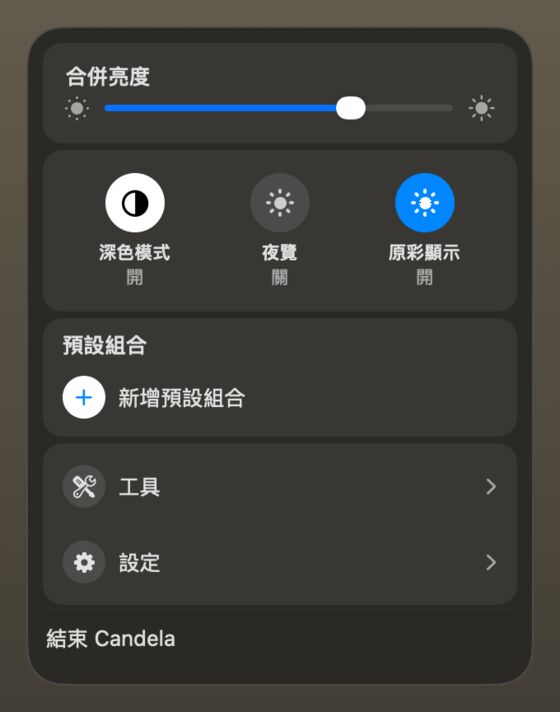 合併亮度
深色模式
開
夜覽
關
原彩顯示
開
預設組合
新增預設組合
工具
設定
結束 Candela